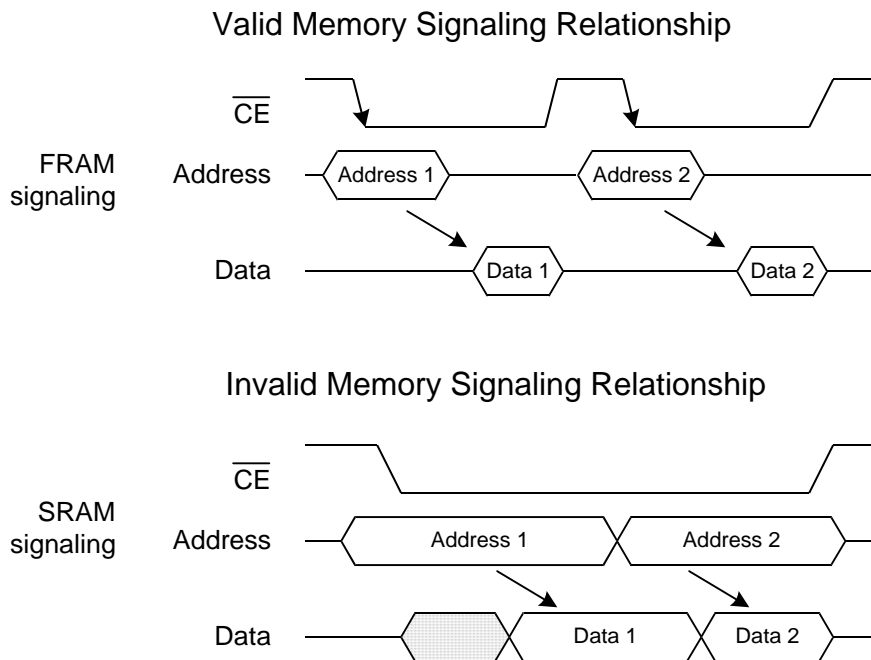 Valid Memory Signaling Relationship
CE
FRAM
signaling
Address
Address 1
Address 2
Data
Data 1
Data 2
Invalid Memory Signaling Relationship
CE
SRAM
signaling
Address
Address 1
Address 2
Data
Data 1
Data 2